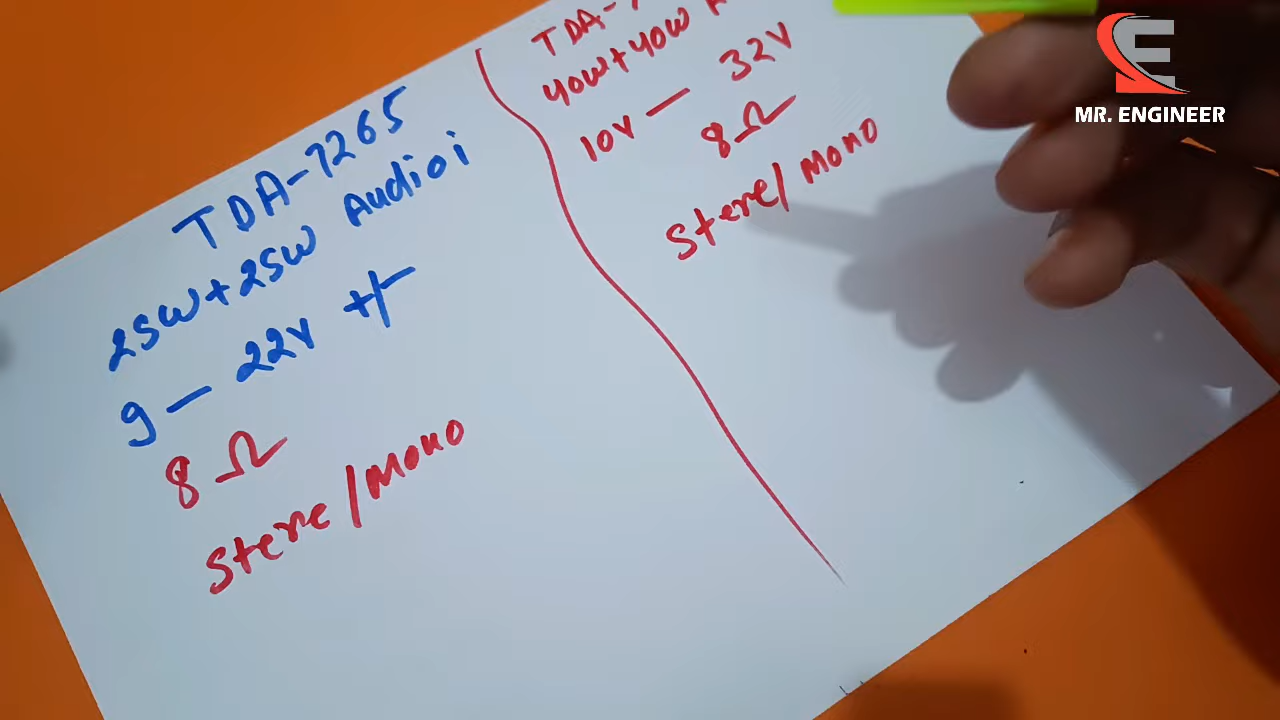 TDA-7265
25W+25W Audio i
9 - 22V +/-
8 Ω
Stere/Mono
TDA-
40W+40W
10V - 32V
8Ω
Stere/Mono
MR. ENGINEER